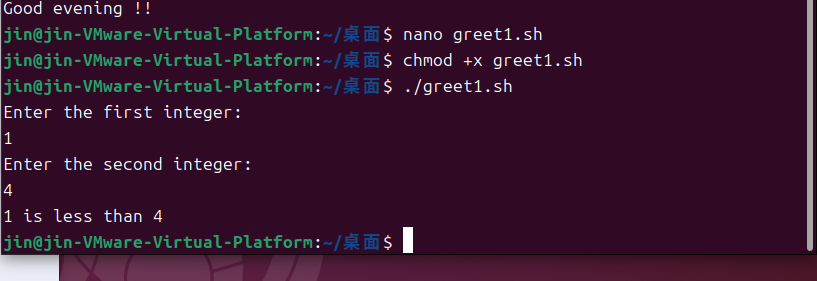 Good evening !!
jin@jin-VMware-Virtual-Platform:~/桌面$ nano greet1.sh
jin@jin-VMware-Virtual-Platform:~/桌面$ chmod +x greet1.sh
jin@jin-VMware-Virtual-Platform:~/桌面$ ./greet1.sh
Enter the first integer:
1
Enter the second integer:
4
1 is less than 4
jin@jin-VMware-Virtual-Platform:~/桌面$